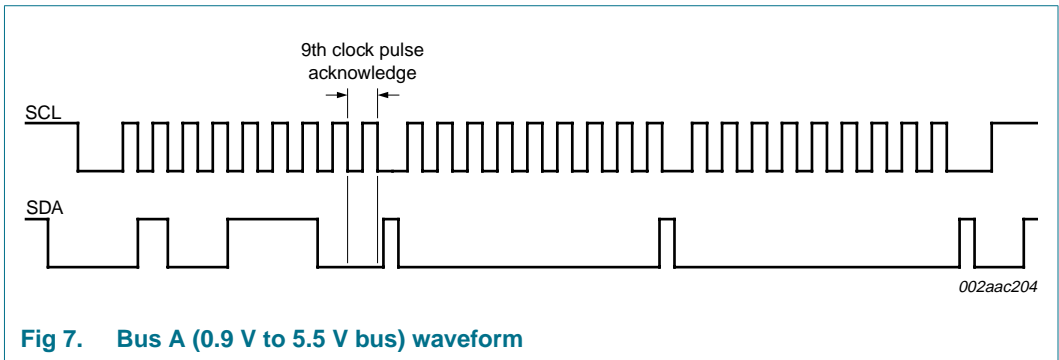 9th clock pulse
acknowledge
SCL
SDA
002aac204
Fig 7. Bus A (0.9 V to 5.5 V bus) waveform